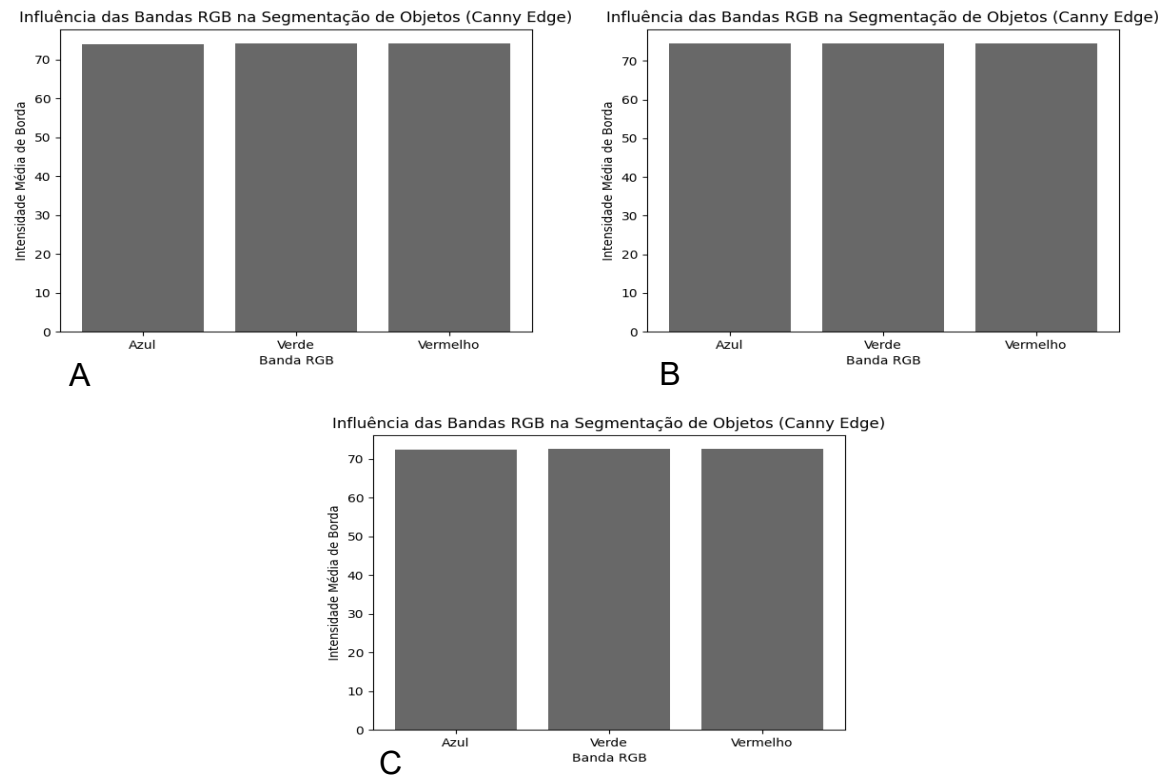 Influência das Bandas RGB na Segmentação de Objetos (Canny Edge)
Intensidade Média de Borda
70
60
50
40
30
20
10
0
Azul Verde Vermelho
Banda RGB
A
Influência das Bandas RGB na Segmentação de Objetos (Canny Edge)
Intensidade Média de Borda
70
60
50
40
30
20
10
0
Azul Verde Vermelho
Banda RGB
B
Influência das Bandas RGB na Segmentação de Objetos (Canny Edge)
Intensidade Média de Borda
70
60
50
40
30
20
10
0
Azul Verde Vermelho
Banda RGB
C